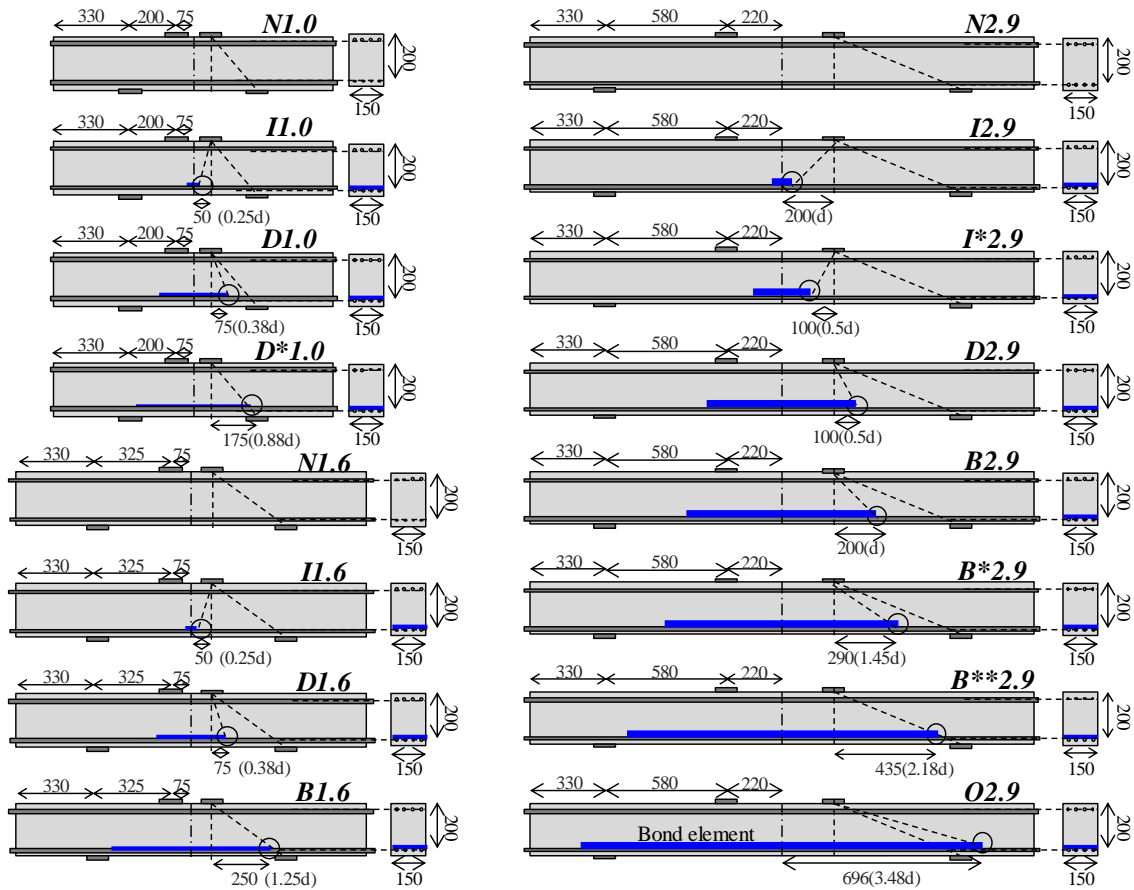 330 200 75 N1.0 200
150
330 200 75 I1.0 200
50 (0.25d) 150
330 200 75 D1.0 200
75(0.38d) 150
330 200 75 D*1.0 200
175(0.88d) 150
330 325 75 N1.6 200
150
330 325 75 I1.6 200
50 (0.25d) 150
330 325 75 D1.6 200
75 (0.38d) 150
330 325 75 B1.6 200
250 (1.25d) 150
330 580 220 N2.9 200
150
330 580 220 I2.9 200
200(d) 150
330 580 220 I*2.9 200
100(0.5d) 150
330 580 220 D2.9 200
100(0.5d) 150
330 580 220 B2.9 200
200(d) 150
330 580 220 B*2.9 200
290(1.45d) 150
330 580 220 B**2.9 200
435(2.18d) 150
330 580 220 O2.9 200
Bond element
696(3.48d) 150